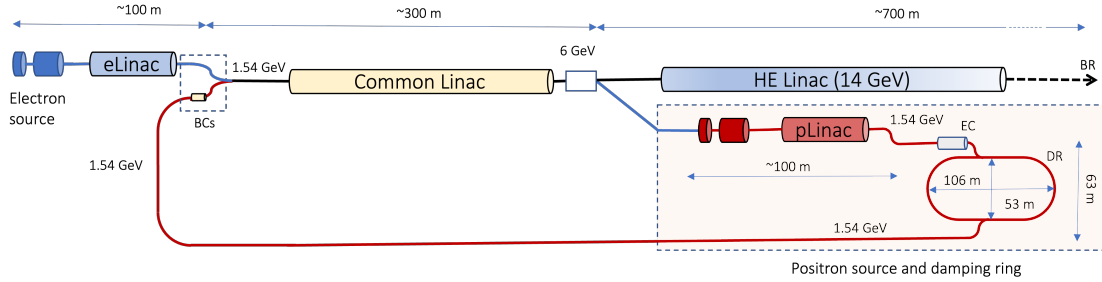 ~100 m
~300 m
~700 m
6 GeV
eLinac
1.54 GeV
Common Linac
HE Linac (14 GeV)
BR
Electron
source
BCs
pLinac
1.54 GeV
EC
1.54 GeV
~100 m
DR
106 m
53 m
63 m
1.54 GeV
Positron source and damping ring